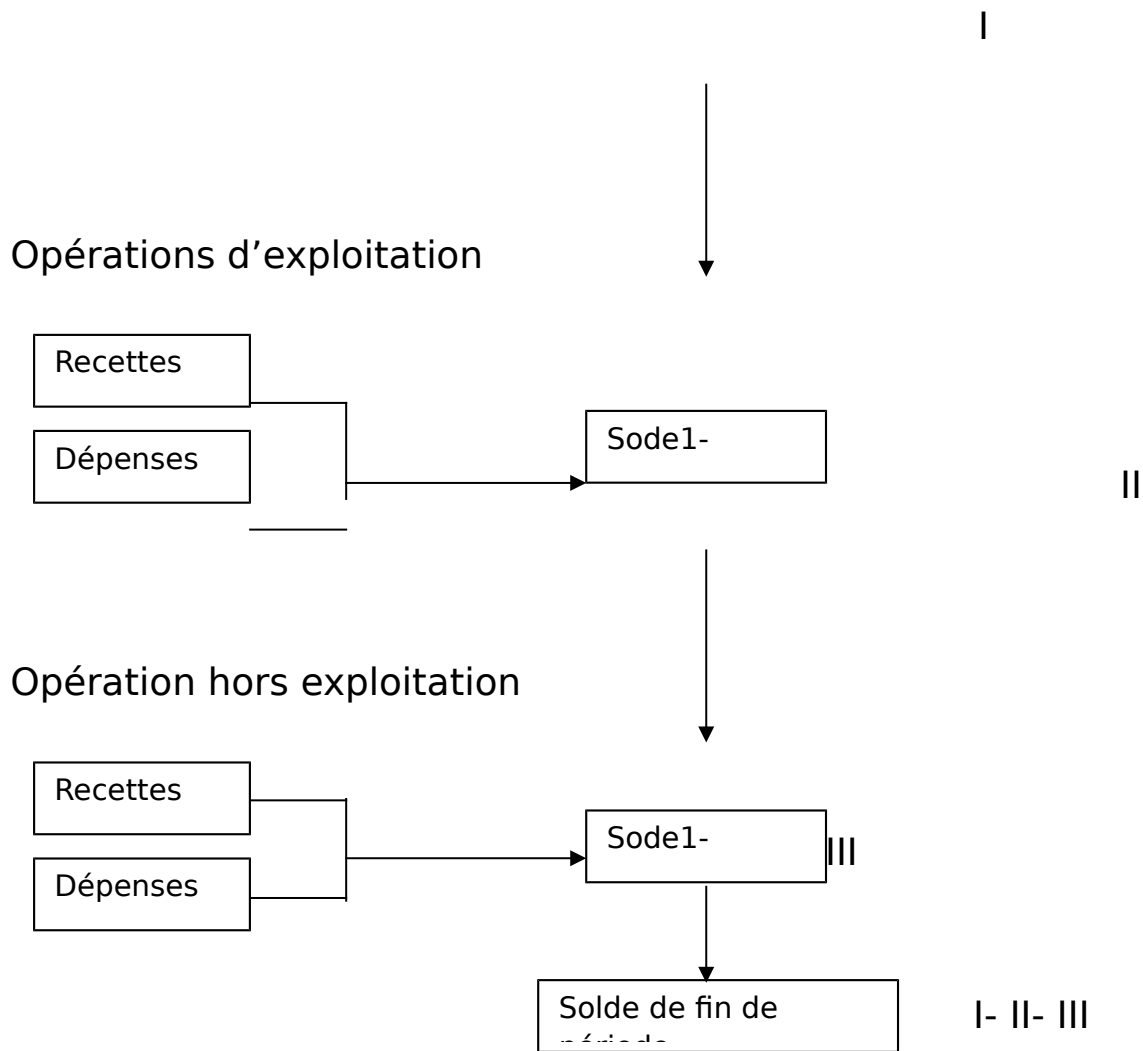 I
Opérations d’exploitation
Recettes
Dépenses
Sode1-
II
Opération hors exploitation
Recettes
Dépenses
Sode1-
III
Solde de fin de
période
I- II- III